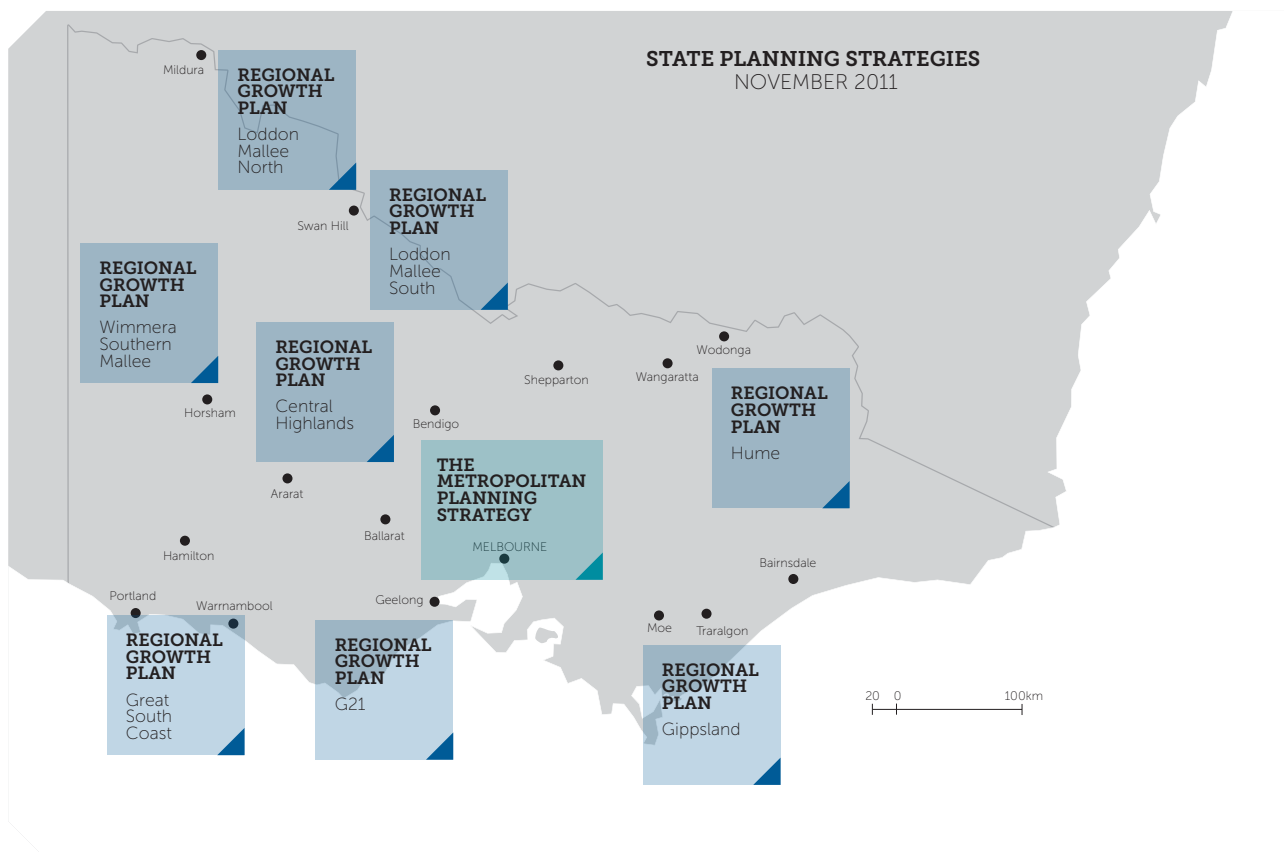 STATE PLANNING STRATEGIES
NOVEMBER 2011
Mildura
REGIONAL
GROWTH
PLAN
Loddon
Mallee
North
REGIONAL
GROWTH
PLAN
Loddon
Mallee
South
Swan Hill
REGIONAL
GROWTH
PLAN
Wimmera
Southern
Mallee
REGIONAL
GROWTH
PLAN
Central
Highlands
Wodonga
Shepparton
Wangaratta
REGIONAL
GROWTH
PLAN
Hume
Horsham
Bendigo
THE
METROPOLITAN
PLANNING
STRATEGY
MELBOURNE
Ararat
Ballarat
Hamilton
Bairnsdale
Portland
Warrnambool
Geelong
Moe
Traralgon
REGIONAL
GROWTH
PLAN
Great
South
Coast
REGIONAL
GROWTH
PLAN
G21
REGIONAL
GROWTH
PLAN
Gippsland
20 0 100km